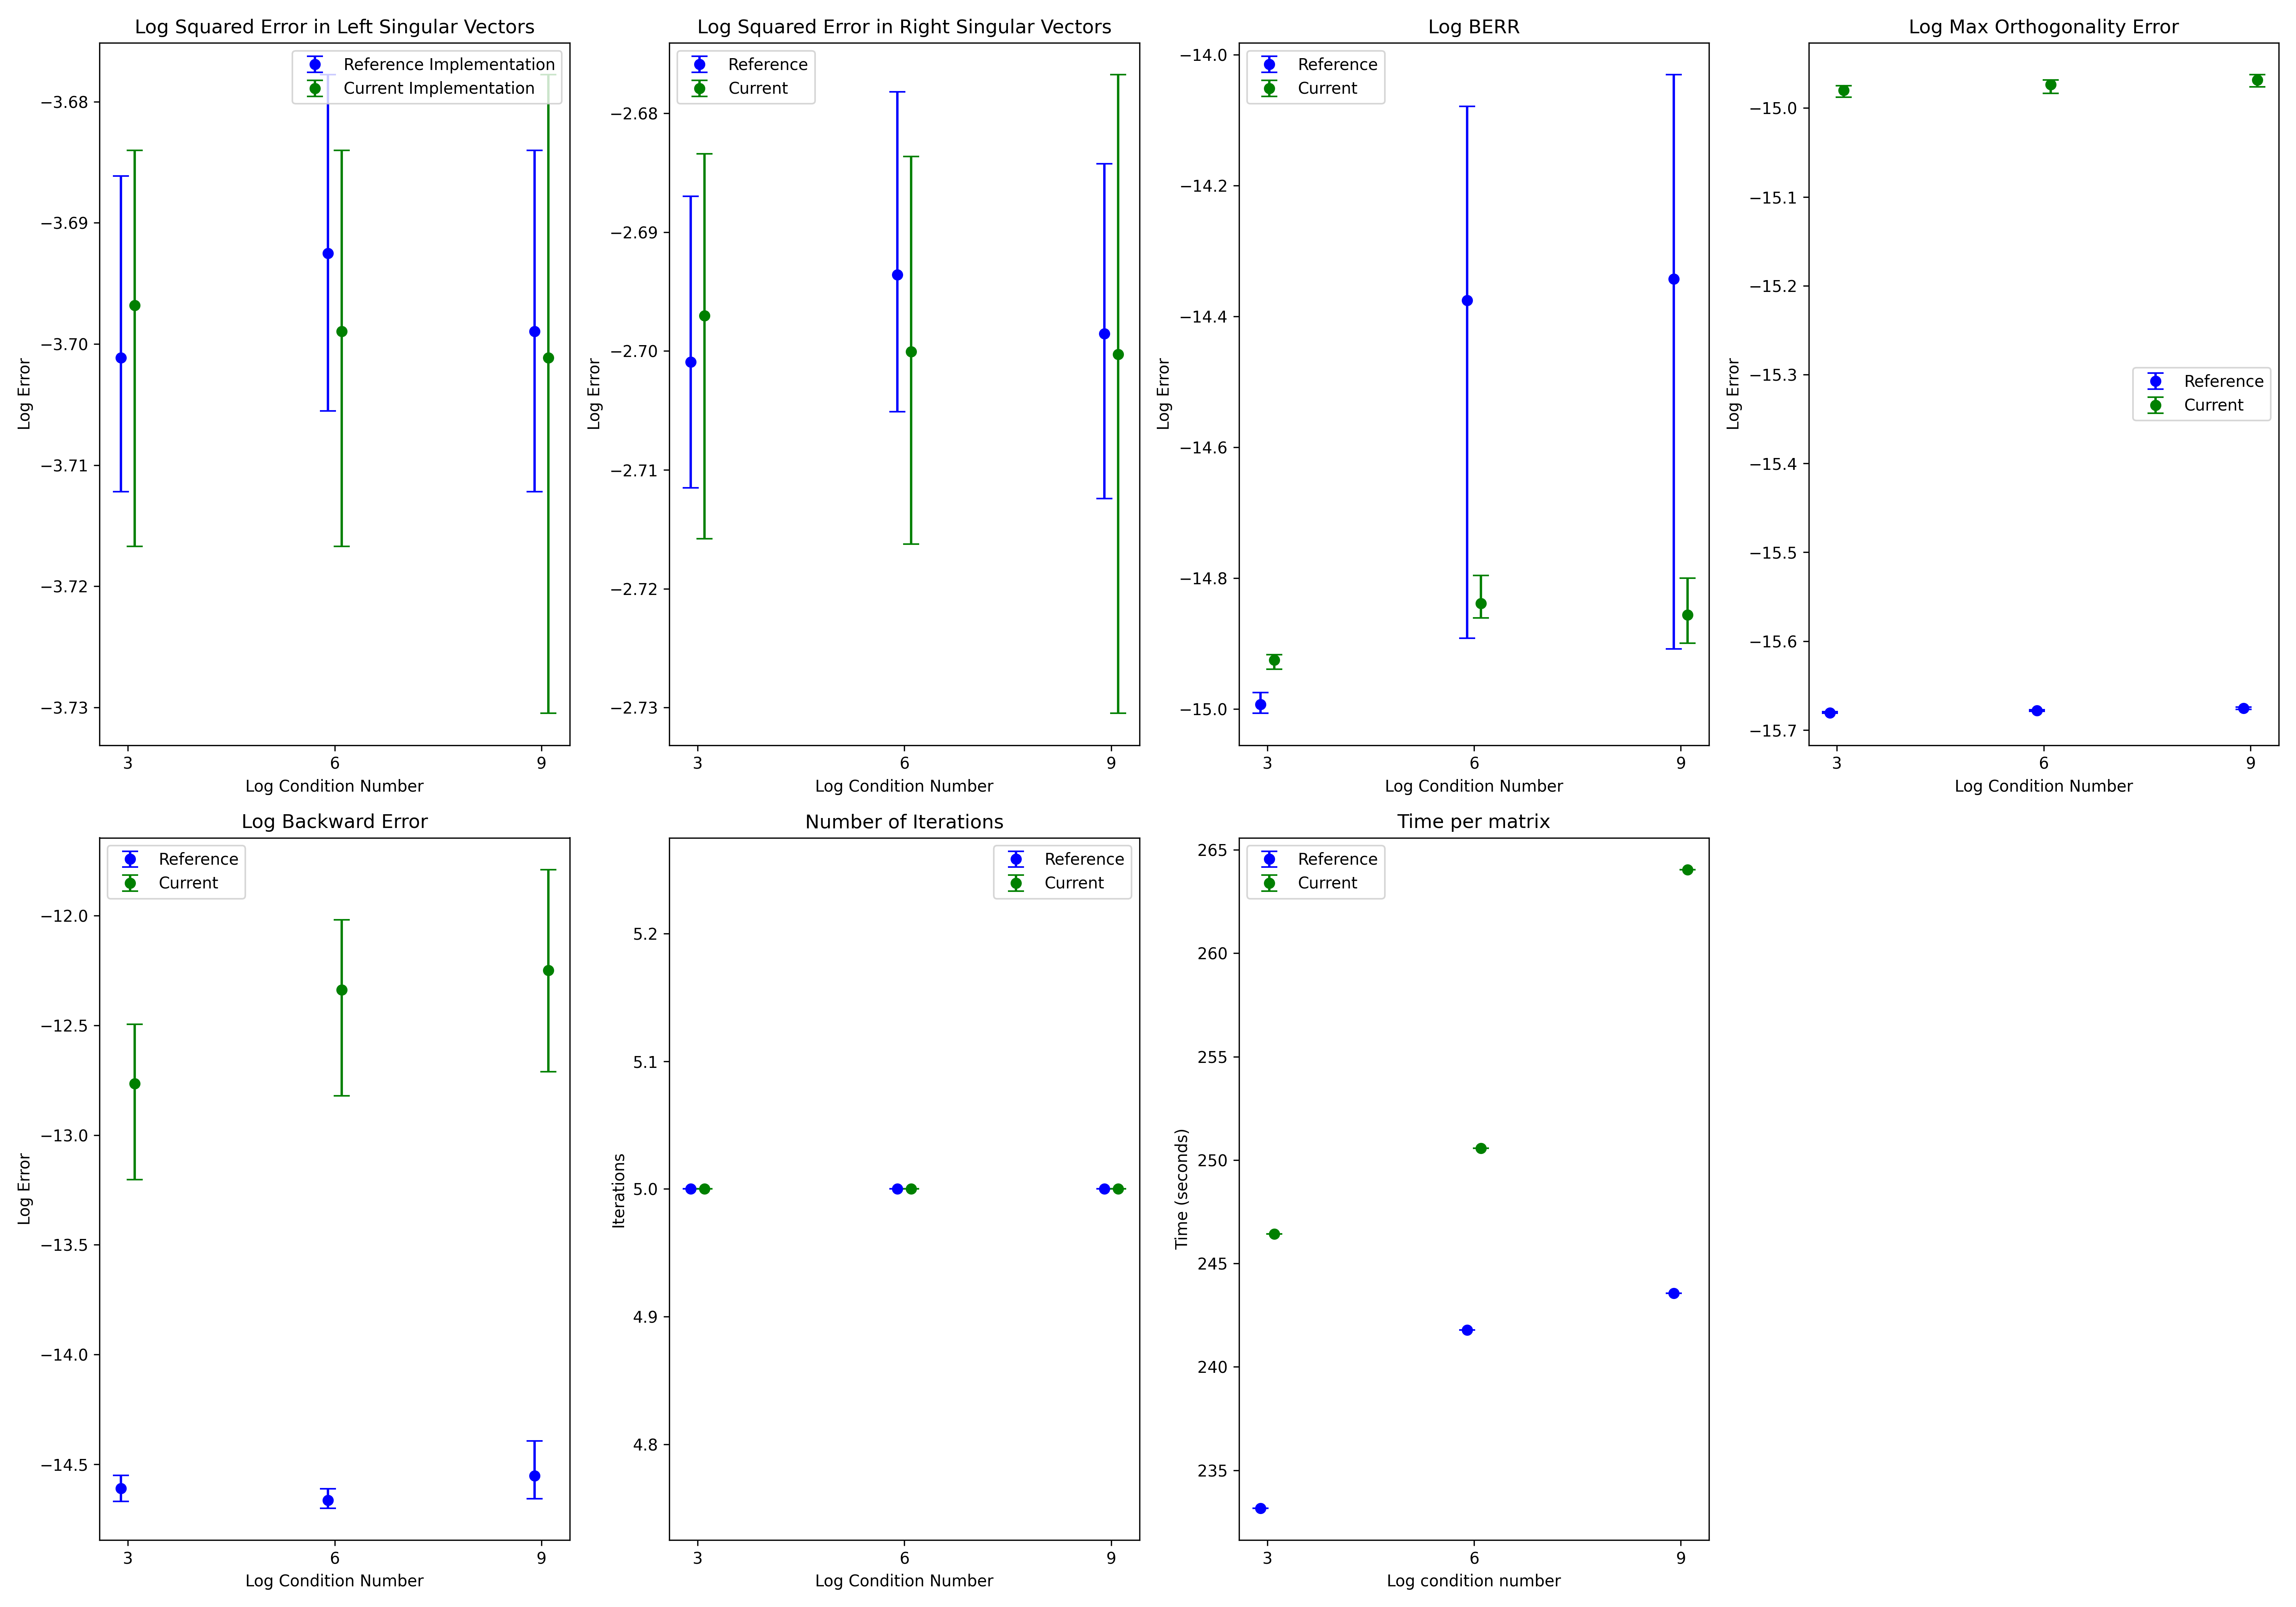 Log Squared Error in Left Singular Vectors
Reference Implementation
Current Implementation
−3.68
−3.69
−3.70
−3.71
−3.72
−3.73
Log Error
3 6 9
Log Condition Number
Log Squared Error in Right Singular Vectors
Reference
Current
−2.68
−2.69
−2.70
−2.71
−2.72
−2.73
Log Error
3 6 9
Log Condition Number
Log BERR
Reference
Current
−14.0
−14.2
−14.4
−14.6
−14.8
−15.0
Log Error
3 6 9
Log Condition Number
Log Max Orthogonality Error
−15.0
−15.1
−15.2
−15.3
−15.4
−15.5
−15.6
−15.7
Log Error
Reference
Current
3 6 9
Log Condition Number
Log Backward Error
Reference
Current
−12.0
−12.5
−13.0
−13.5
−14.0
−14.5
Log Error
3 6 9
Log Condition Number
Number of Iterations
Reference
Current
5.2
5.1
5.0
4.9
4.8
Iterations
3 6 9
Log Condition Number
Time per matrix
Reference
Current
265
260
255
250
245
240
235
Time (seconds)
3 6 9
Log condition number